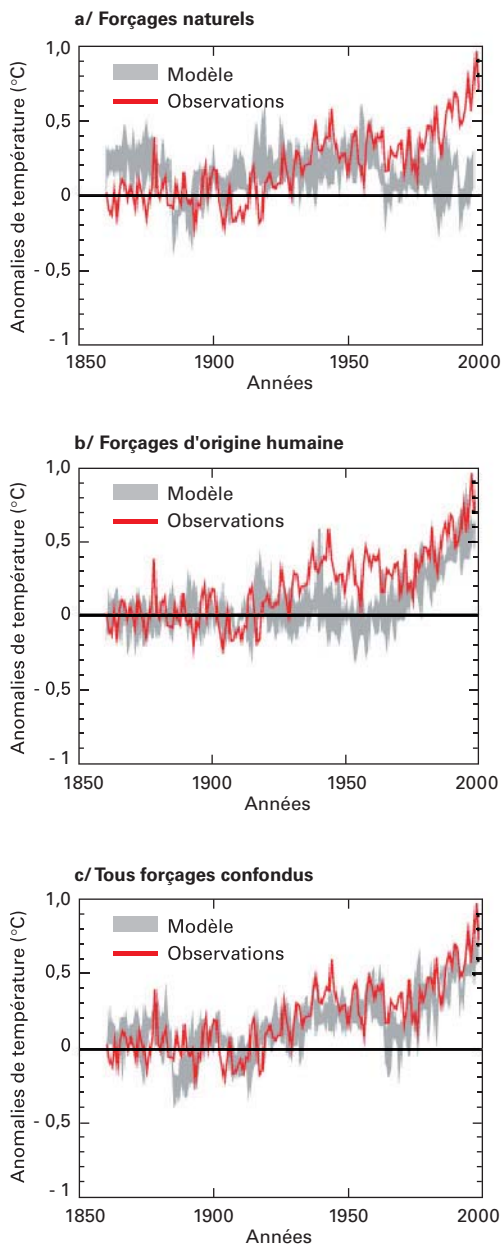 a/ Forçages naturels
Anomalies de température (°C)
1,0
0,5
0
- 0,5
- 1
Modèle
Observations
1850
1900
1950
2000
Années
b/ Forçages d'origine humaine
Anomalies de température (°C)
1,0
0,5
0
- 0,5
- 1
Modèle
Observations
1850
1900
1950
2000
Années
c/ Tous forçages confondus
Anomalies de température (°C)
1,0
0,5
0
- 0,5
- 1
Modèle
Observations
1850
1900
1950
2000
Années